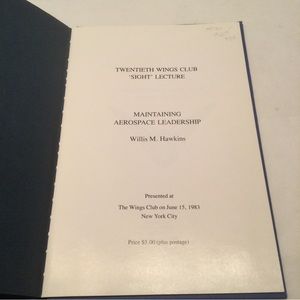 TWENTIETH WINGS CLUB
'SIGHT' LECTURE
MAINTAINING
AEROSPACE LEADERSHIP
Willis M. Hawkins
Presented at
The Wings Club on June 15, 1983
New York City
Price $3.00 (plus postage)